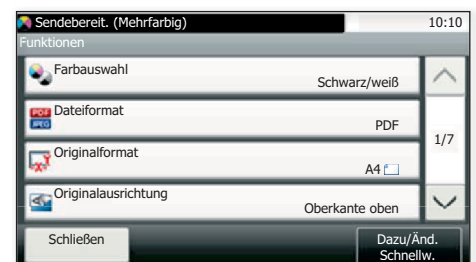 Sendebereit. (Mehrfarbig) 10:10
Funktionen
Farbauswahl
Schwarz/weiß
PDF JPEG Dateiformat
PDF
1/7
Originalformat
A4
Originalausrichtung
Oberkante oben
Schließen
Dazu/Änd.
Schnellw.